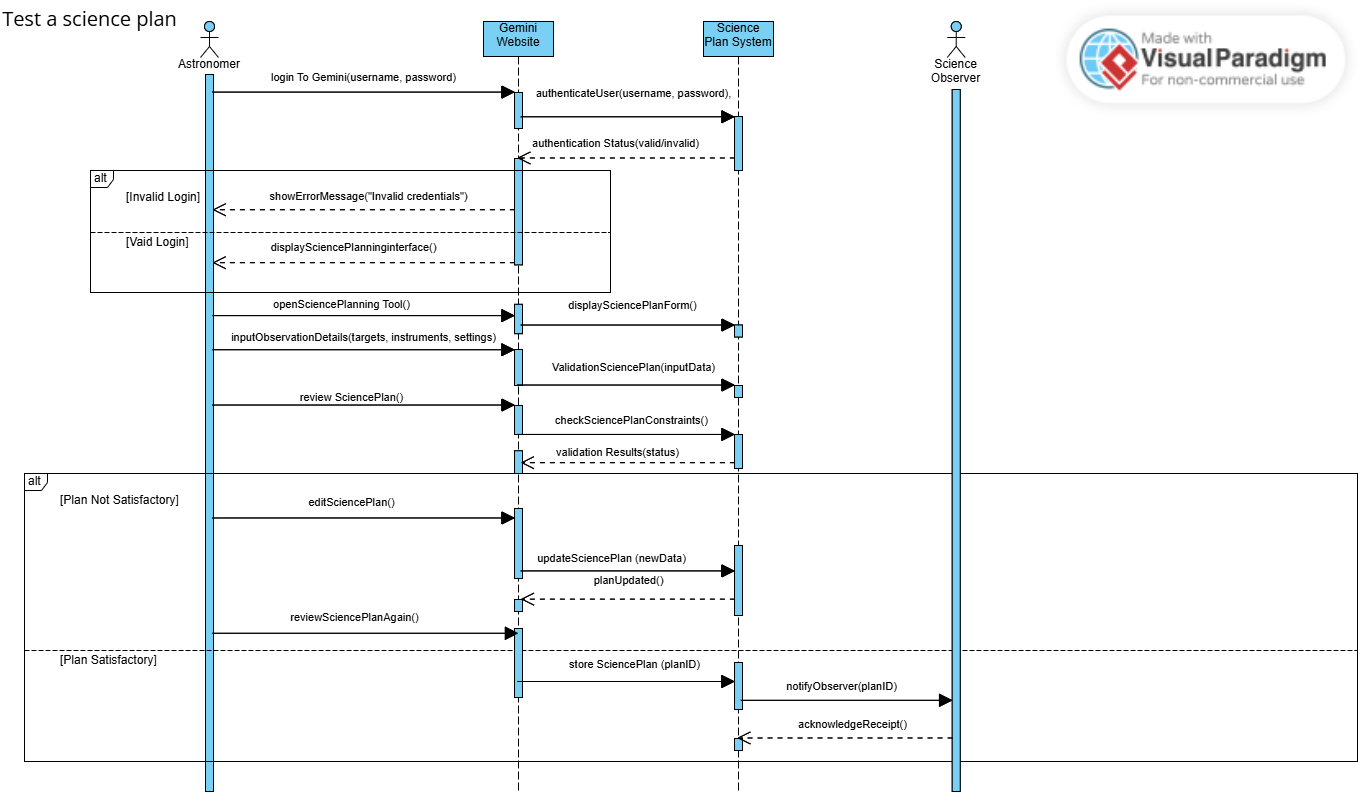 Test a science plan
Made with
Visual Paradigm
For non-commercial use
Astronomer
Gemini
Website
Science
Plan System
Science
Observer
login To Gemini(username, password)
authenticateUser(username, password),
authentication Status(valid/invalid)
alt
[Invalid Login]
showErrorMessage("Invalid credentials")
[Vaid Login]
displaySciencePlanninginterface()
openSciencePlanning Tool()
displaySciencePlanForm()
inputObservationDetails(targets, instruments, settings)
ValidationSciencePlan(inputData)
review SciencePlan()
checkSciencePlanConstraints()
validation Results(status)
alt
[Plan Not Satisfactory]
editSciencePlan()
updateSciencePlan (newData)
planUpdated()
reviewSciencePlanAgain()
[Plan Satisfactory]
store SciencePlan (planID)
notifyObserver(planID)
acknowledgeReceipt()